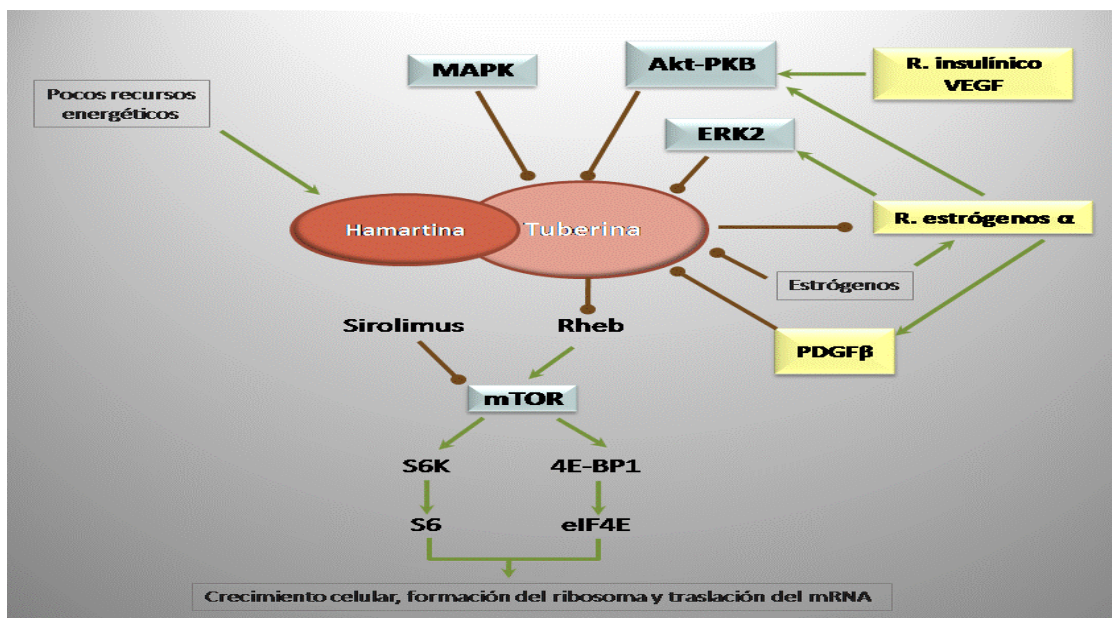 MAPK
Akt-PKB
R. insulínico
VEGF
Pocos recursos
energéticos
ERK2
Hamartina
Tuberina
R. estrógenos α
Estrógenos
Sirolimus
Rheb
PDGFβ
mTOR
S6K
4E-BP1
S6
eIF4E
Crecimiento celular, formación del ribosoma y traslación del mRNA